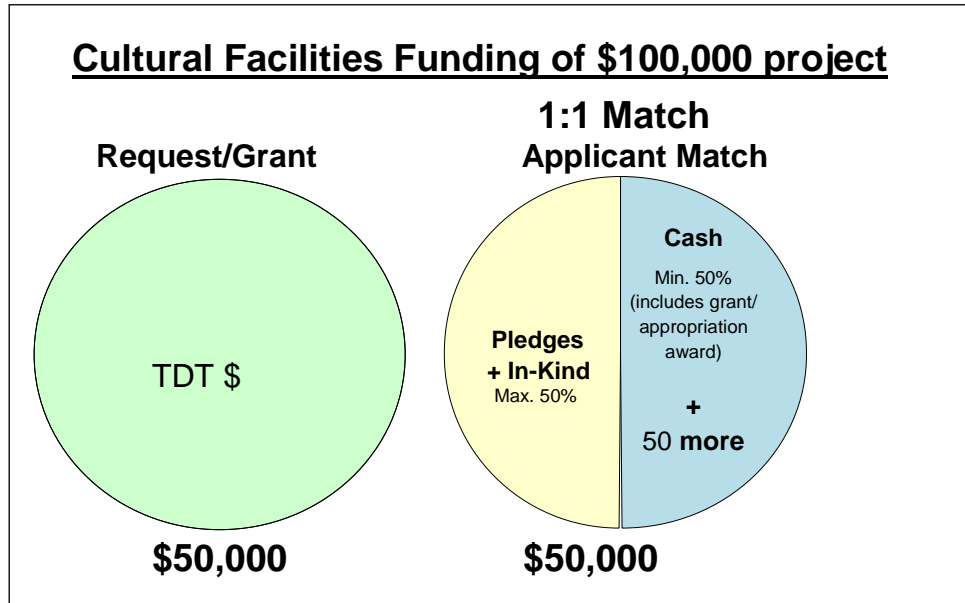 Cultural Facilities Funding of $100,000 project
1:1 Match
Request/Grant
Applicant Match
TDT $
Pledges
+ In-Kind
Max. 50%
Cash
Min. 50%
(includes grant/
appropriation
award)
+
50 more
$50,000
$50,000